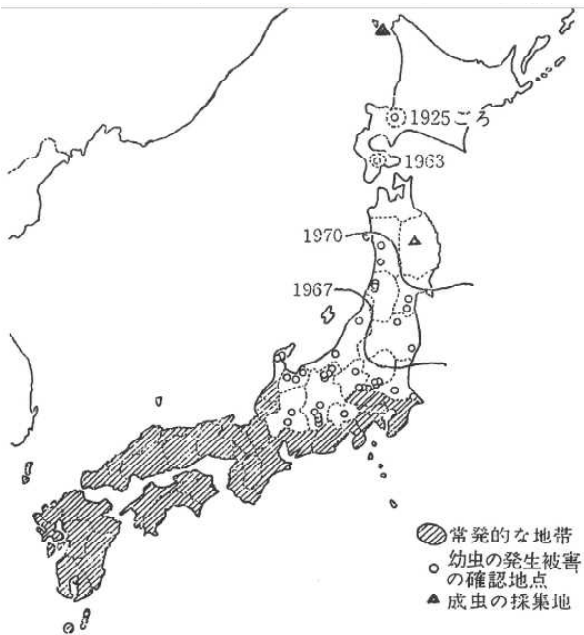 1925ごろ
1963
1970
1967
常発的な地帯
幼虫の発生被害
の確認地点
成虫の採集地